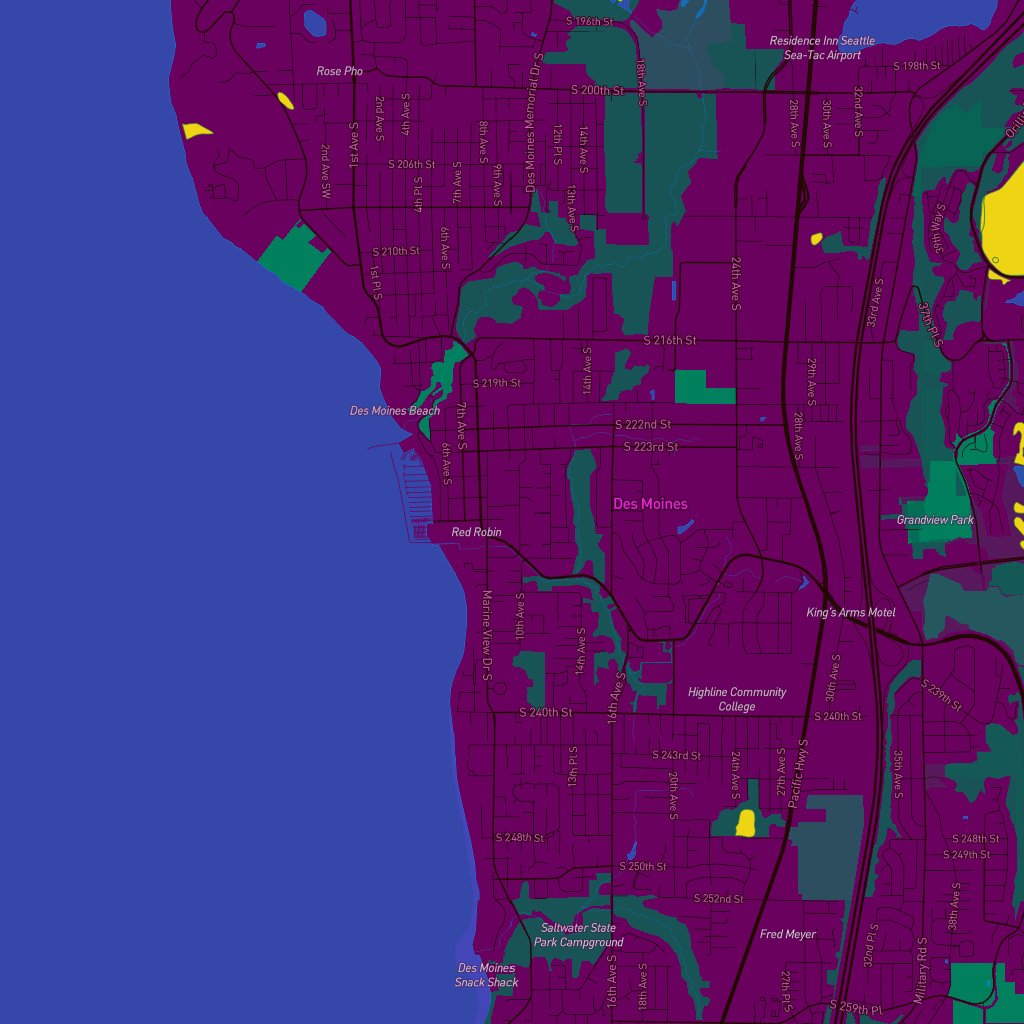 S 196th St
Residence Inn Seattle
Sea-Tac Airport
Rose Pho
S 198th St
18th Ave S
S 200th St
Des Moines Memorial Dr S
2nd Ave S
4th Ave S
28th Ave S
30th Ave S
32nd Ave S
1st Ave S
8th Ave S
12th Pl S
14th Ave S
2nd Ave SW
S 206th St
7th Ave S
9th Ave S
4th Pl S
13th Ave S
36th Way S
6th Ave S
S 210th St
1st Pl S
24th Ave S
33rd Ave S
37th Pl S
S 216th St
14th Ave S
29th Ave S
S 219th St
Des Moines Beach
7th Ave S
S 222nd St
28th Ave S
S 223rd St
6th Ave S
Des Moines
Grandview Park
Red Robin
Marine View Dr S
10th Ave S
King's Arms Motel
14th Ave S
30th Ave S
16th Ave S
Highline Community
College
S 239th St
S 240th St
S 240th St
13th Pl S
S 243rd St
20th Ave S
24th Ave S
27th Ave S
Pacific Hwy S
35th Ave S
S 248th St
S 248th St
S 249th St
S 250th St
S 252nd St
38th Ave S
Saltwater State
Park Campground
Fred Meyer
32nd Pl S
Military Rd S
Des Moines
Snack Shack
16th Ave S
18th Ave S
27th Pl S
S 259th Pl